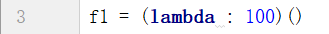 3 f1 = (lambda : 100)()